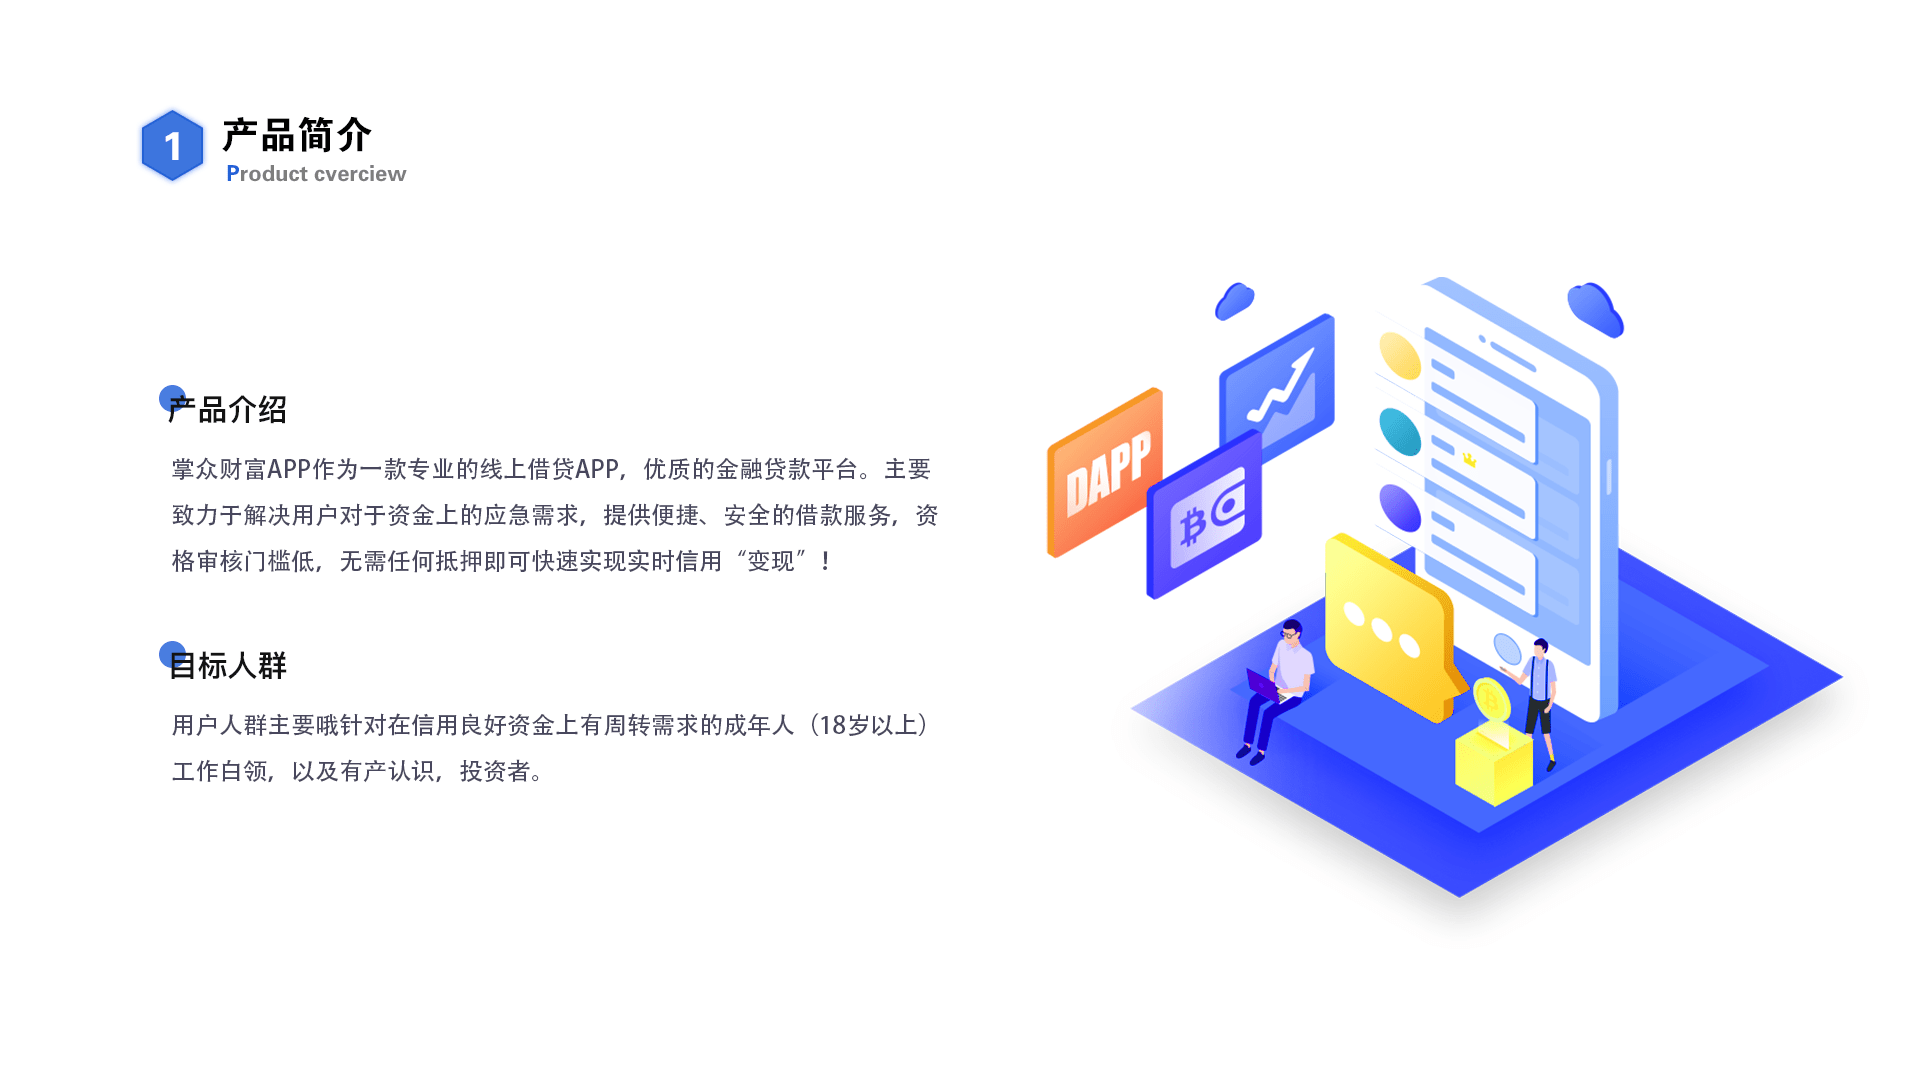 1
产品简介
Product cverciew
产品介绍
掌众财富APP作为一款专业的线上借贷APP，优质的金融贷款平台。主要
致力于解决用户对于资金上的应急需求，提供便捷、安全的借款服务，资
格审核门槛低，无需任何抵押即可快速实现实时信用“变现”！
目标人群
用户人群主要哦针对在信用良好资金上有周转需求的成年人（18岁以上）
工作白领，以及有产认识，投资者。
DAPP